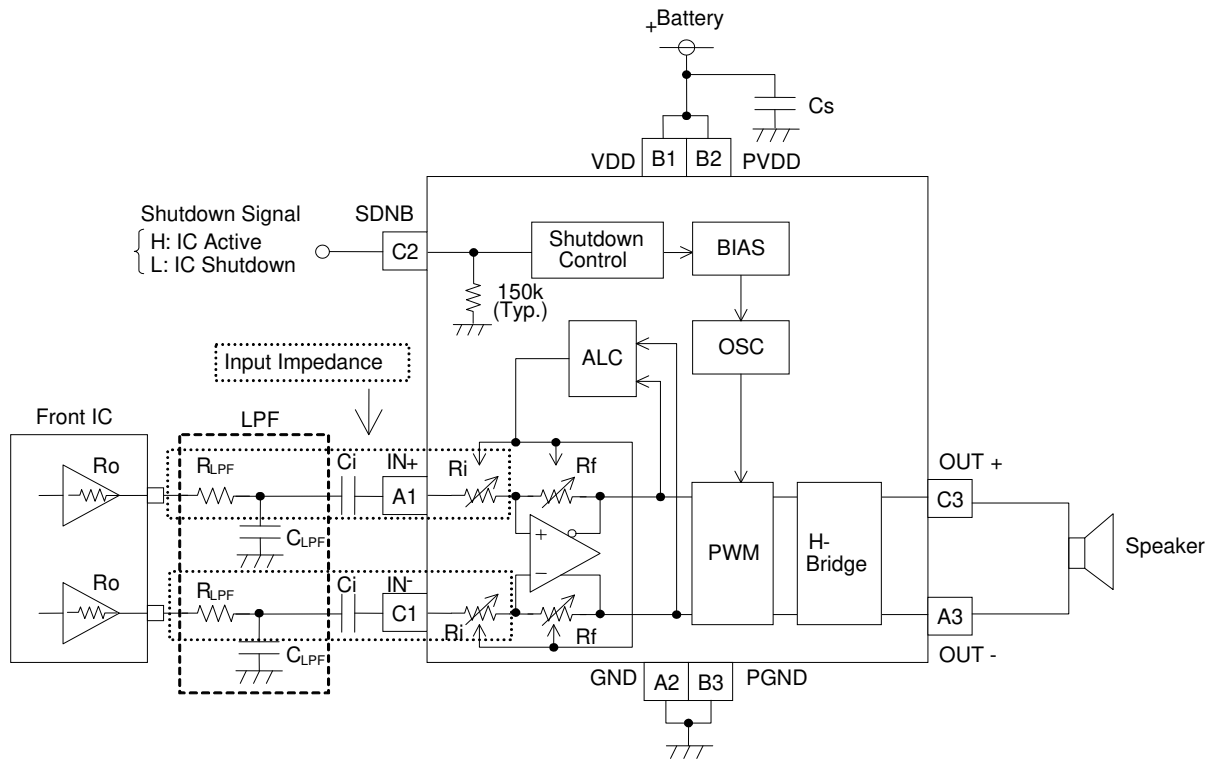 +Battery
Cs
VDD
B1
B2
PVDD
Shutdown Signal
H: IC Active
L: IC Shutdown
SDNB
C2
Shutdown
Control
BIAS
150k
(Typ.)
OSC
ALC
Input Impedance
Front IC
LPF
Ro
RLPF
Ci
IN+
A1
Ri
Rf
CLPF
+
−
PWM
H-
Bridge
OUT +
C3
Speaker
Ro
RLPF
Ci
IN-
C1
Ri
Rf
CLPF
A3
OUT -
GND
A2
B3
PGND